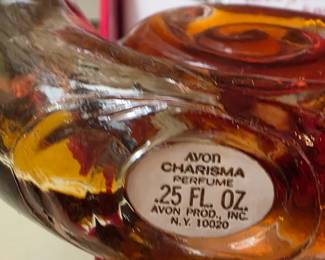 AVON
CHARISMA
PERFUME
.25 FL. OZ.
AVON PROD., INC.
N.Y. 10020